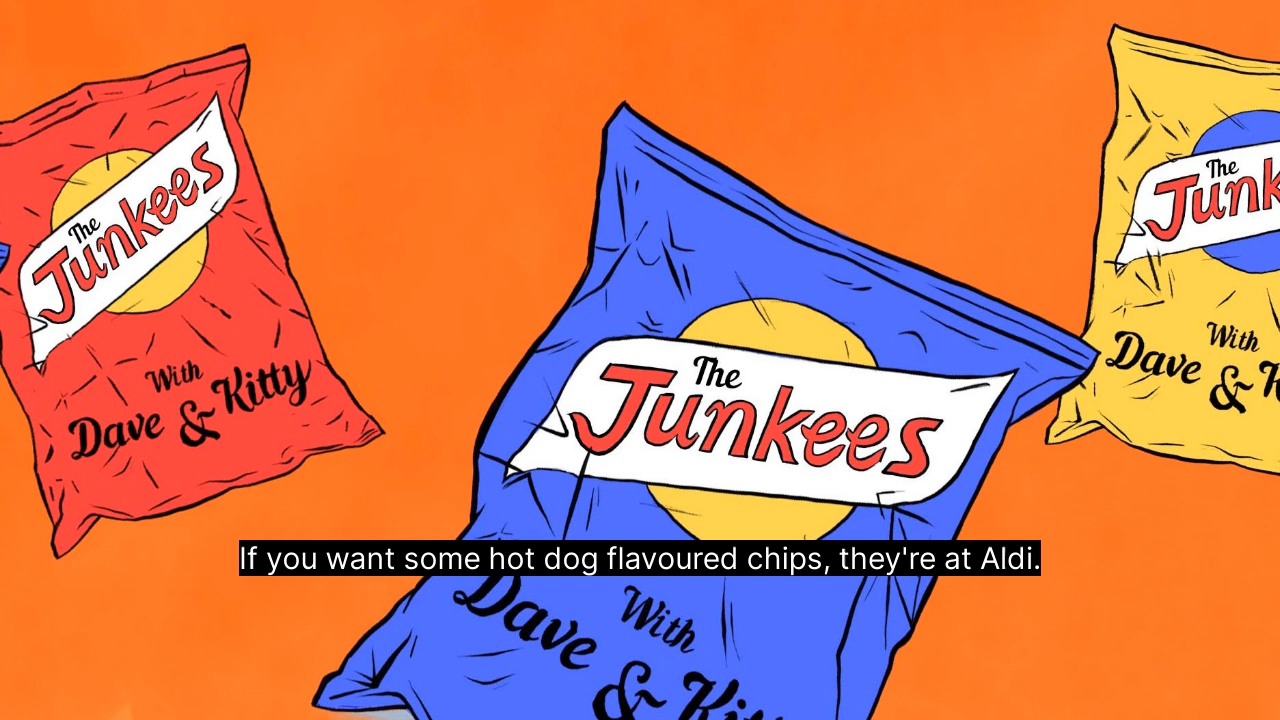 The
Junkees
With
Dave & Kitty
The
Junkees
With
Dave &
The
Junk
With
Dave &
If you want some hot dog flavoured chips, they're at Aldi.